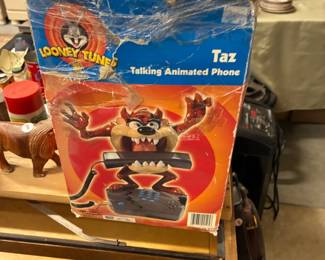 LOONEY TUNES
Taz
Talking Animated Phone